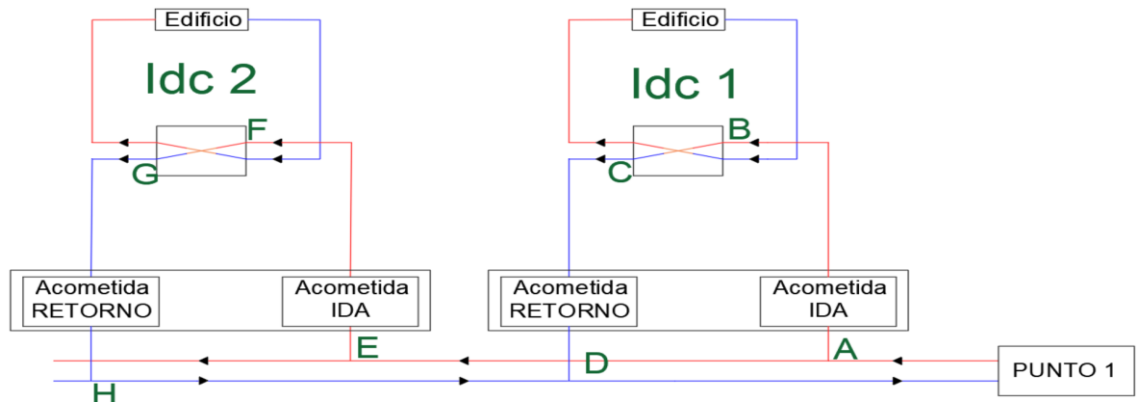 Edificio
Edificio
Idc 2
Idc 1
F
B
G
C
Acometida
RETORNO
Acometida
IDA
Acometida
RETORNO
Acometida
IDA
E
A
D
PUNTO 1
H